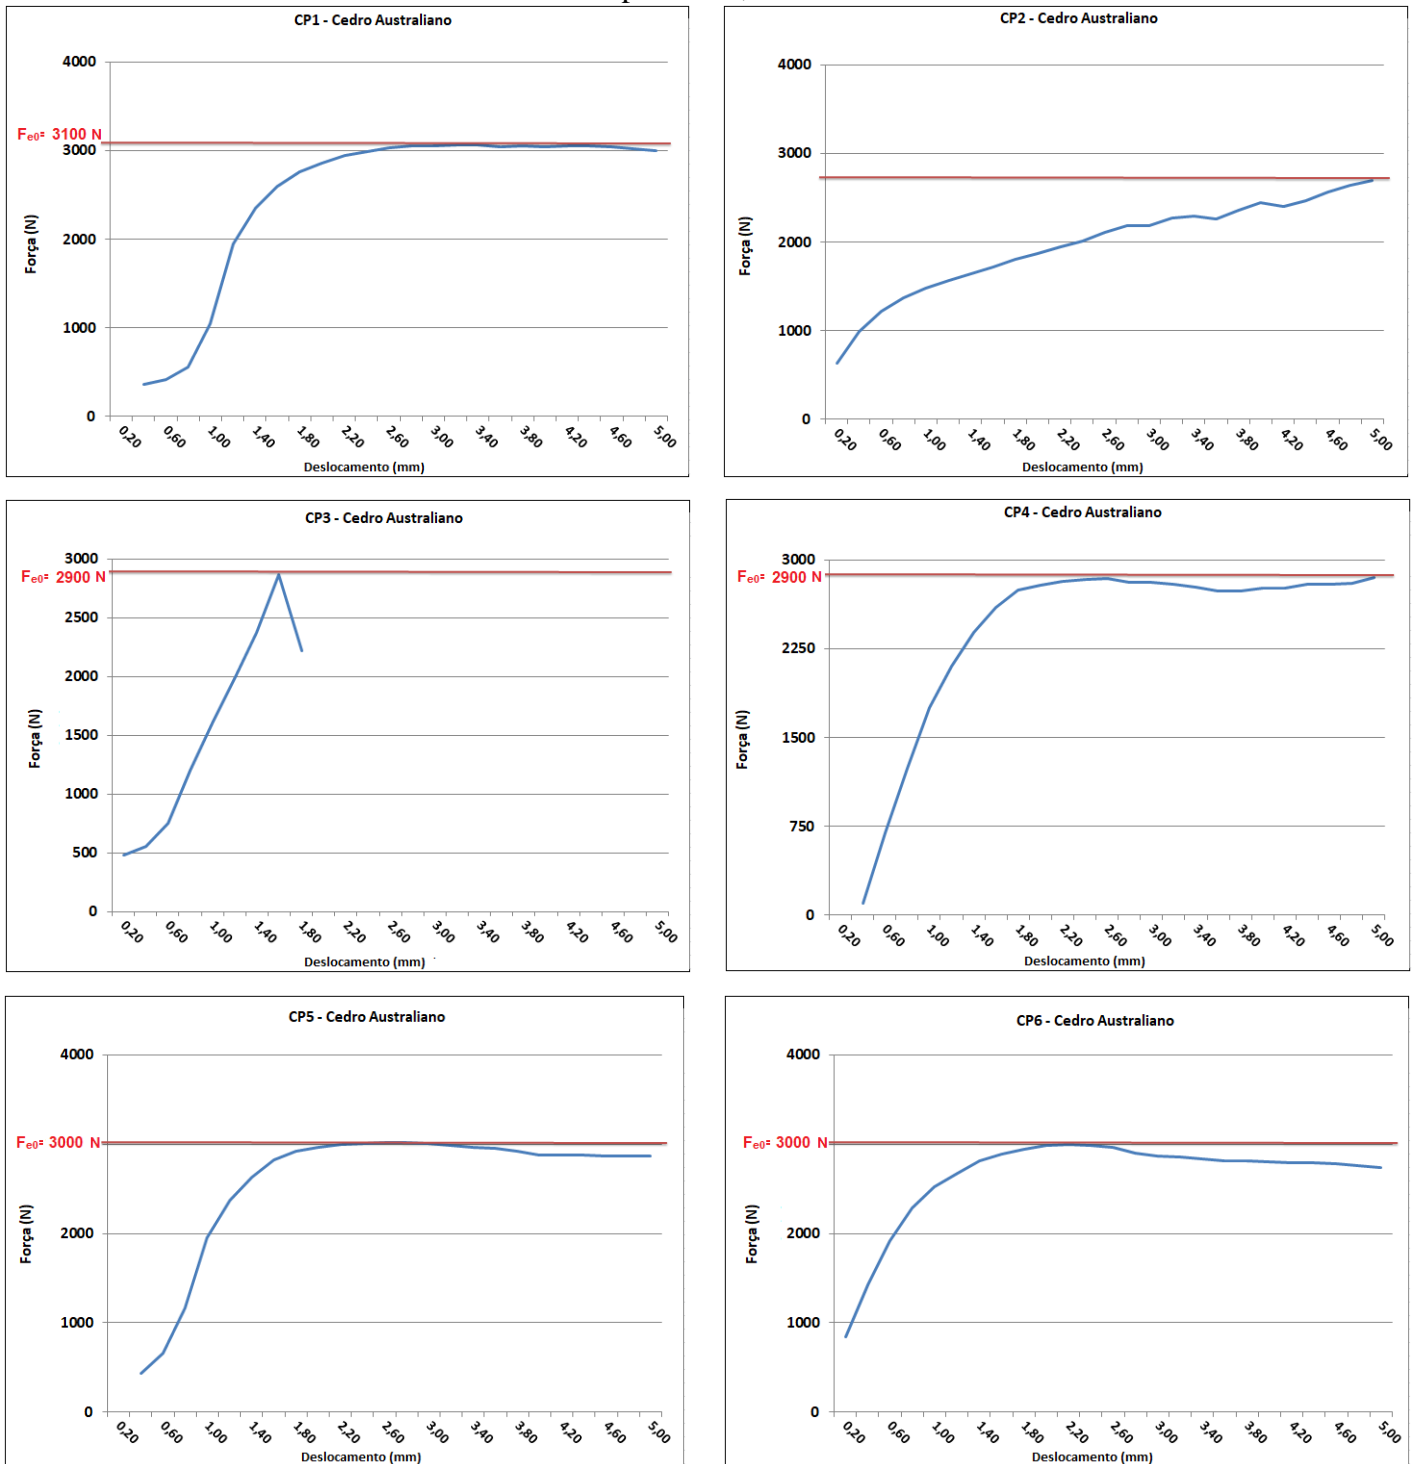 CP1 - Cedro Australiano
4000
Fe0= 3100 N
3000
2000
1000
0
Força (N)
0,20 0,60 1,00 1,40 1,80 2,20 2,60 3,00 3,40 3,80 4,20 4,60 5,00
Deslocamento (mm)
CP2 - Cedro Australiano
4000
3000
2000
1000
0
Força (N)
0,20 0,60 1,00 1,40 1,80 2,20 2,60 3,00 3,40 3,80 4,20 4,60 5,00
Deslocamento (mm)
CP3 - Cedro Australiano
3000
Fe0= 2900 N
2500
2000
1500
1000
500
0
Força (N)
0,20 0,60 1,00 1,40 1,80 2,20 2,60 3,00 3,40 3,80 4,20 4,60 5,00
Deslocamento (mm)
CP4 - Cedro Australiano
3000
Fe0= 2900 N
2250
1500
750
0
Força (N)
0,20 0,60 1,00 1,40 1,80 2,20 2,60 3,00 3,40 3,80 4,20 4,60 5,00
Deslocamento (mm)
CP5 - Cedro Australiano
4000
Fe0= 3000 N
2000
1000
0
Força (N)
0,20 0,60 1,00 1,40 1,80 2,20 2,60 3,00 3,40 3,80 4,20 4,60 5,00
Deslocamento (mm)
CP6 - Cedro Australiano
4000
Fe0= 3000 N
2000
1000
0
Força (N)
0,20 0,60 1,00 1,40 1,80 2,20 2,60 3,00 3,40 3,80 4,20 4,60 5,00
Deslocamento (mm)